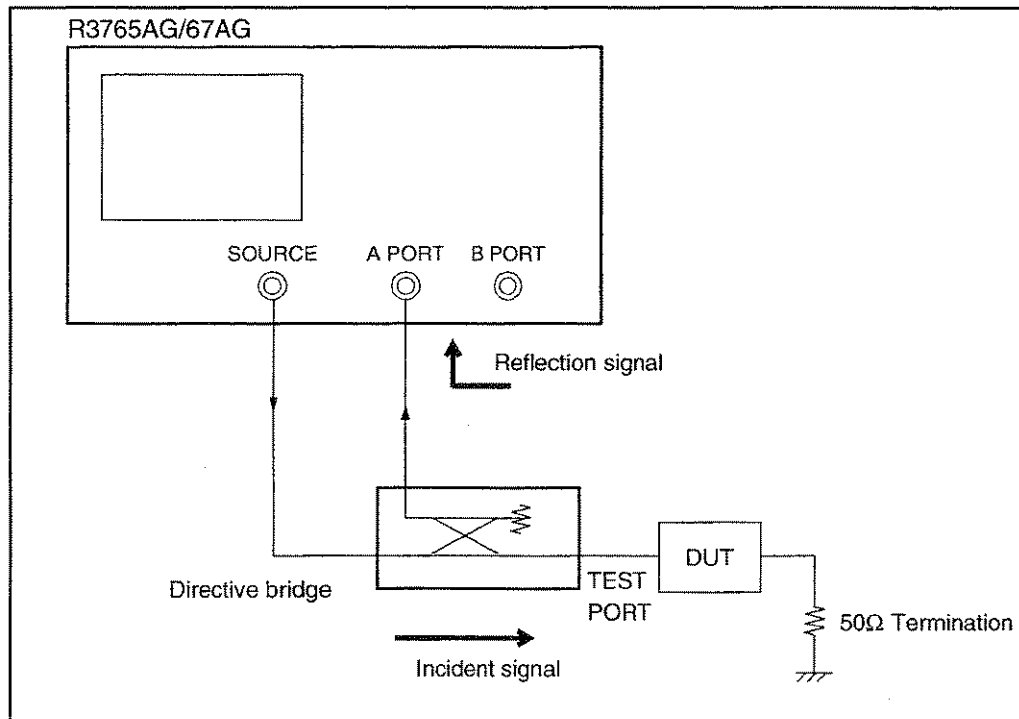 R3765AG/67AG
SOURCE
A PORT
B PORT
Reflection signal
Directive bridge
TEST
PORT
DUT
50Ω Termination
Incident signal